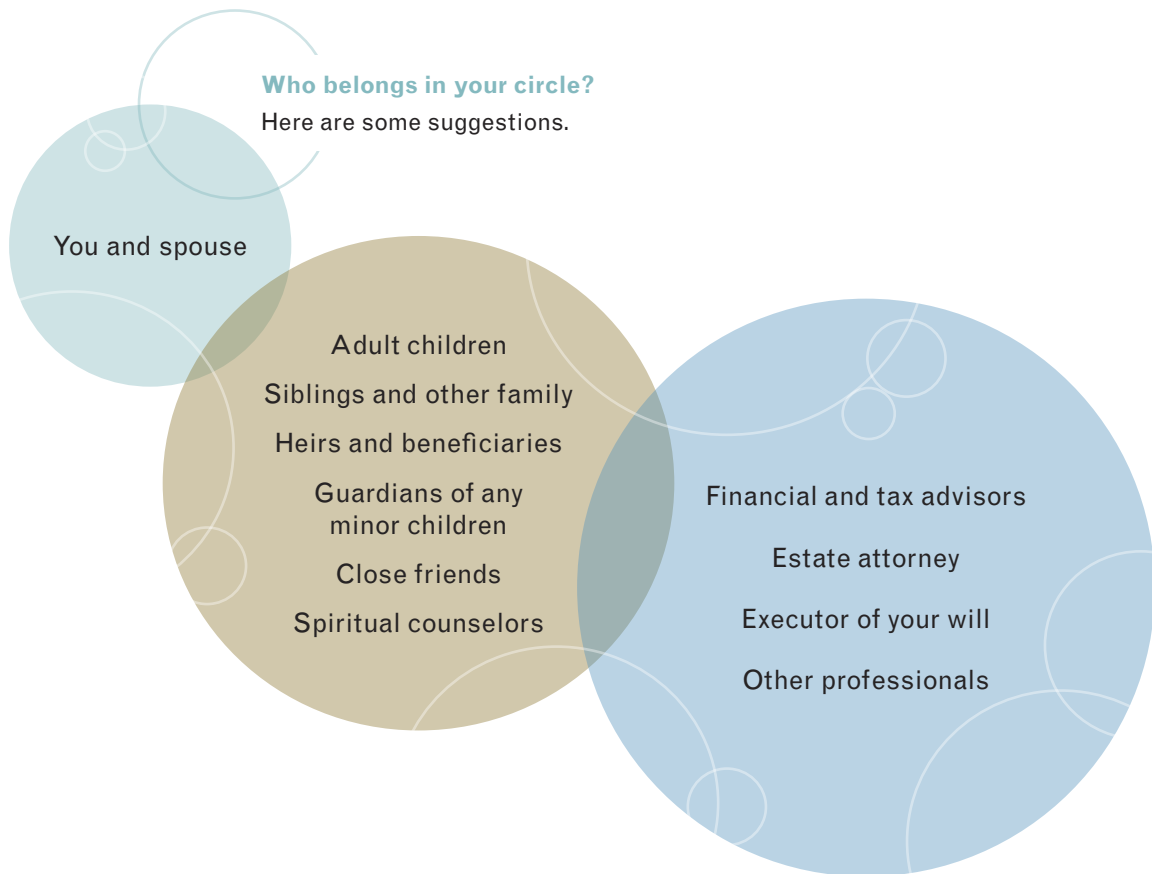 Who belongs in your circle?
Here are some suggestions.
You and spouse
Adult children
Siblings and other family
Heirs and beneficiaries
Guardians of any
minor children
Close friends
Spiritual counselors
Financial and tax advisors
Estate attorney
Executor of your will
Other professionals